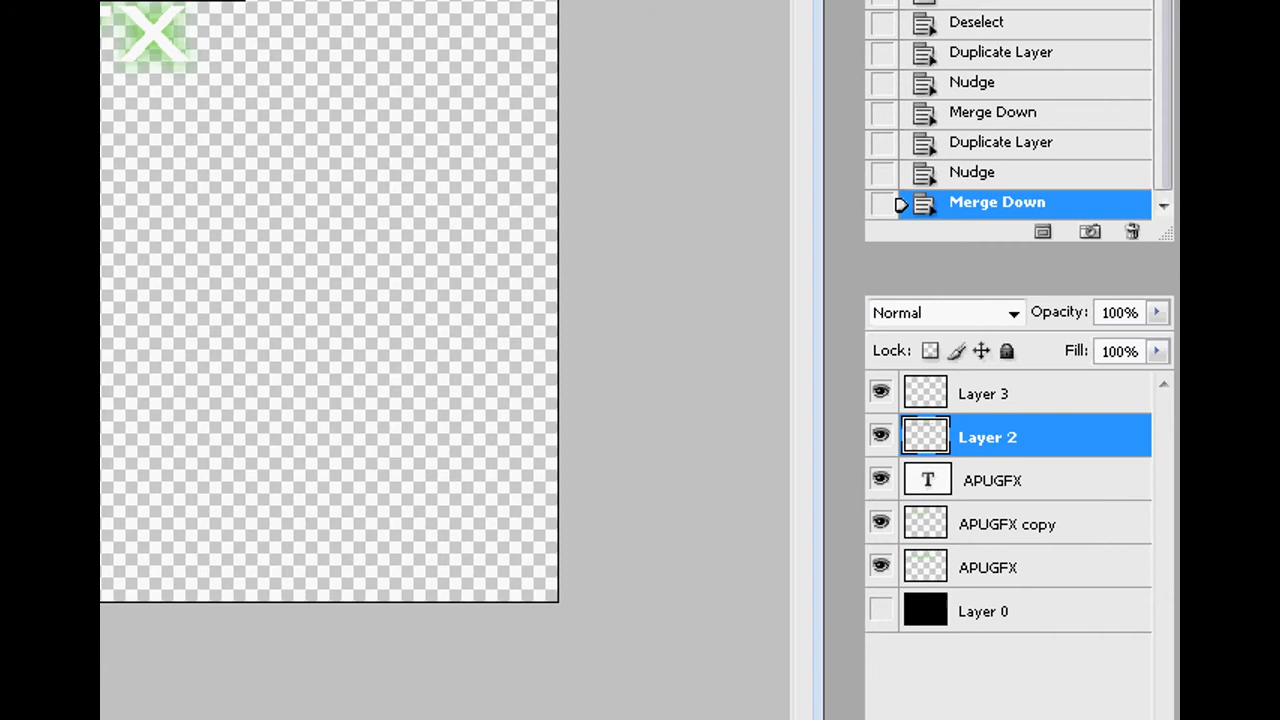 X
Deselect
Duplicate Layer
Nudge
Merge Down
Duplicate Layer
Nudge
Merge Down
Normal Opacity: 100%
Lock: Fill: 100%
Layer 3
Layer 2
T APUGFX
APUGFX copy
APUGFX
Layer 0